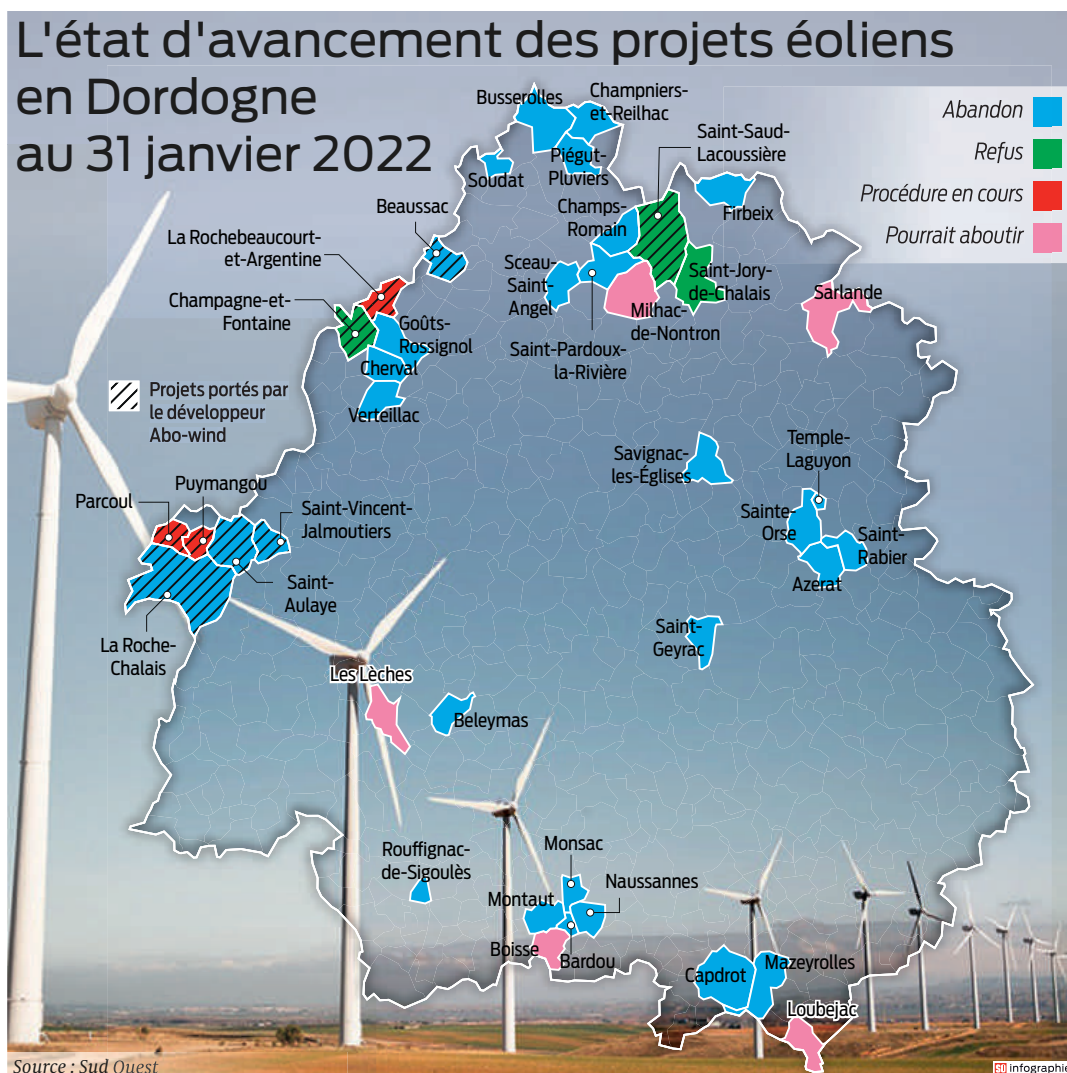 L'état d'avancement des projets éoliens
en Dordogne
au 31 janvier 2022
Abandon
Refus
Procédure en cours
Pourrait aboutir
Busserolles
Champniers-
et-Reilhac
Saint-Saud-
Lacoussière
Piégut-
Pluviers
Soudat
Beaussac
Champs-
Romain
Firbeix
La Rochebeaucourt-
et-Argentine
Sceau-
Saint-
Angel
Saint-Jory-
de-Chalais
Sarlande
Champagne-et-
Fontaine
Goûts-
Rossignol
Milhac-
de-Nontron
Saint-Pardoux-
la-Rivière
Cherval
Verteillac
Projets portés par
le développeur
Abo-wind
Savignac-
les-Églises
Temple-
Laguyon
Parcoul
Puymangou
Saint-Vincent-
Jalmoutiers
Sainte-
Orse
Saint-
Rabier
Azerat
Saint-
Aulaye
La Roche-
Chalais
Saint-
Geyrac
Les Lèches
Beleymas
Rouffignac-
de-Sigoulès
Monsac
Naussannes
Montaut
Boisse
Bardou
Capdrot
Mazeyrolles
Loubejac
Source : Sud Ouest
SO infographie